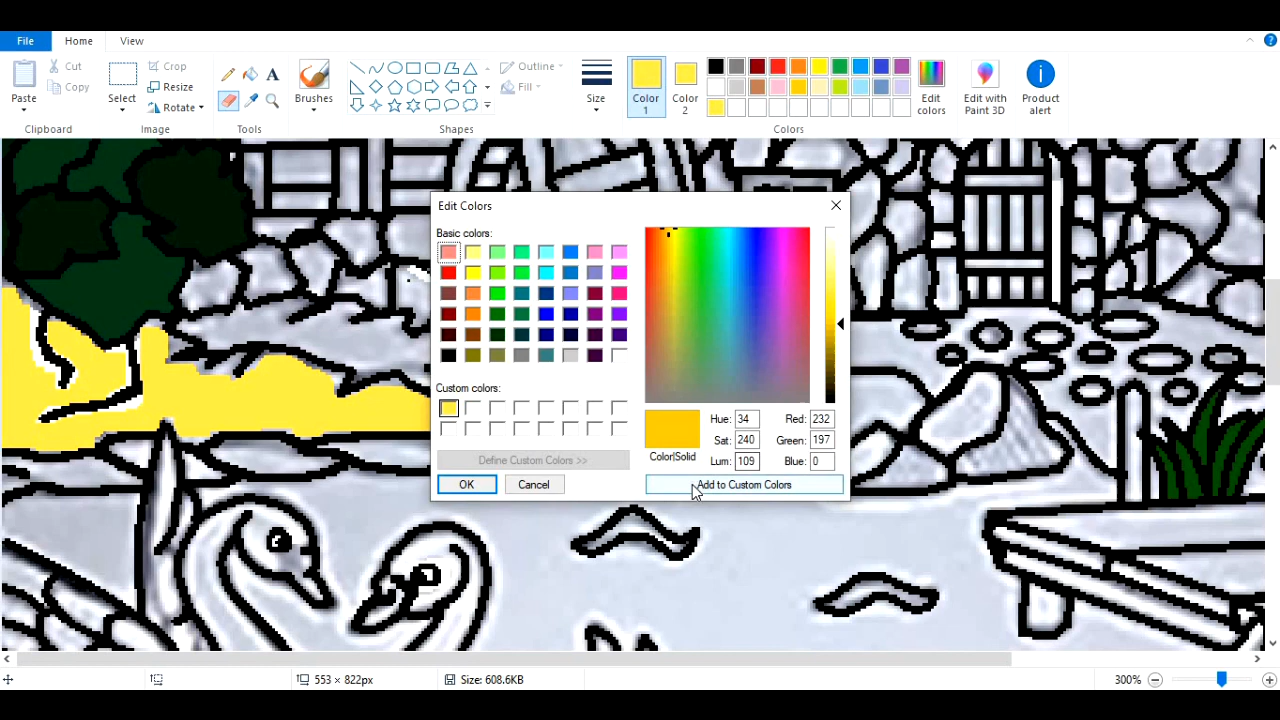 File Home View
Cut
Copy
Paste
Clipboard
Crop
Resize
Rotate
Select
Image
Tools
Brushes
Outline
Fill
Shapes
Size
Color
1
Color
2
Edit
colors
Colors
Edit with
Paint 3D
Product
alert
Edit Colors
Basic colors:
Custom colors:
Define Custom Colors >>
OK Cancel
Color|Solid
Hue: 34 Red: 232
Sat: 240 Green: 197
Lum: 109 Blue: 0
Add to Custom Colors
553 × 822px Size: 608.6KB 300%